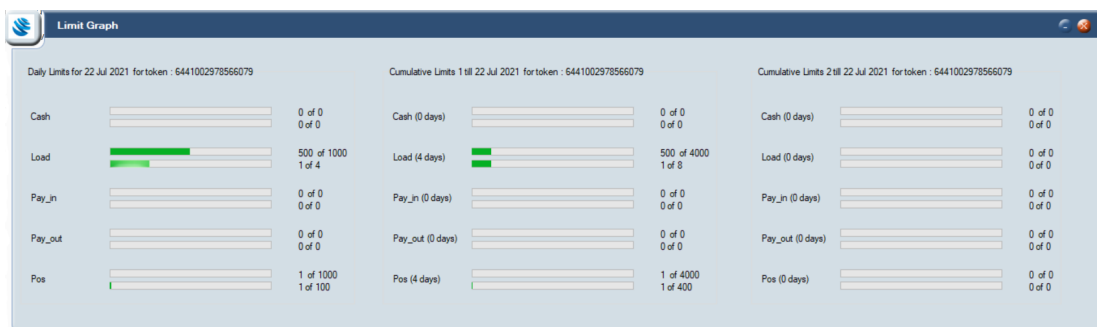 Limit Graph
Daily Limits for 22 Jul 2021 for token : 6441002978566079
Cash
0 of 0
0 of 0
Load
500 of 1000
1 of 4
Pay_in
0 of 0
0 of 0
Pay_out
0 of 0
0 of 0
Pos
1 of 1000
1 of 100
Cumulative Limits 1 till 22 Jul 2021 for token : 6441002978566079
Cash (0 days)
0 of 0
0 of 0
Load (4 days)
500 of 4000
1 of 8
Pay_in (0 days)
0 of 0
0 of 0
Pay_out (0 days)
0 of 0
0 of 0
Pos (4 days)
1 of 4000
1 of 400
Cumulative Limits 2 till 22 Jul 2021 for token : 6441002978566079
Cash (0 days)
0 of 0
0 of 0
Load (0 days)
0 of 0
0 of 0
Pay_in (0 days)
0 of 0
0 of 0
Pay_out (0 days)
0 of 0
0 of 0
Pos (0 days)
0 of 0
0 of 0